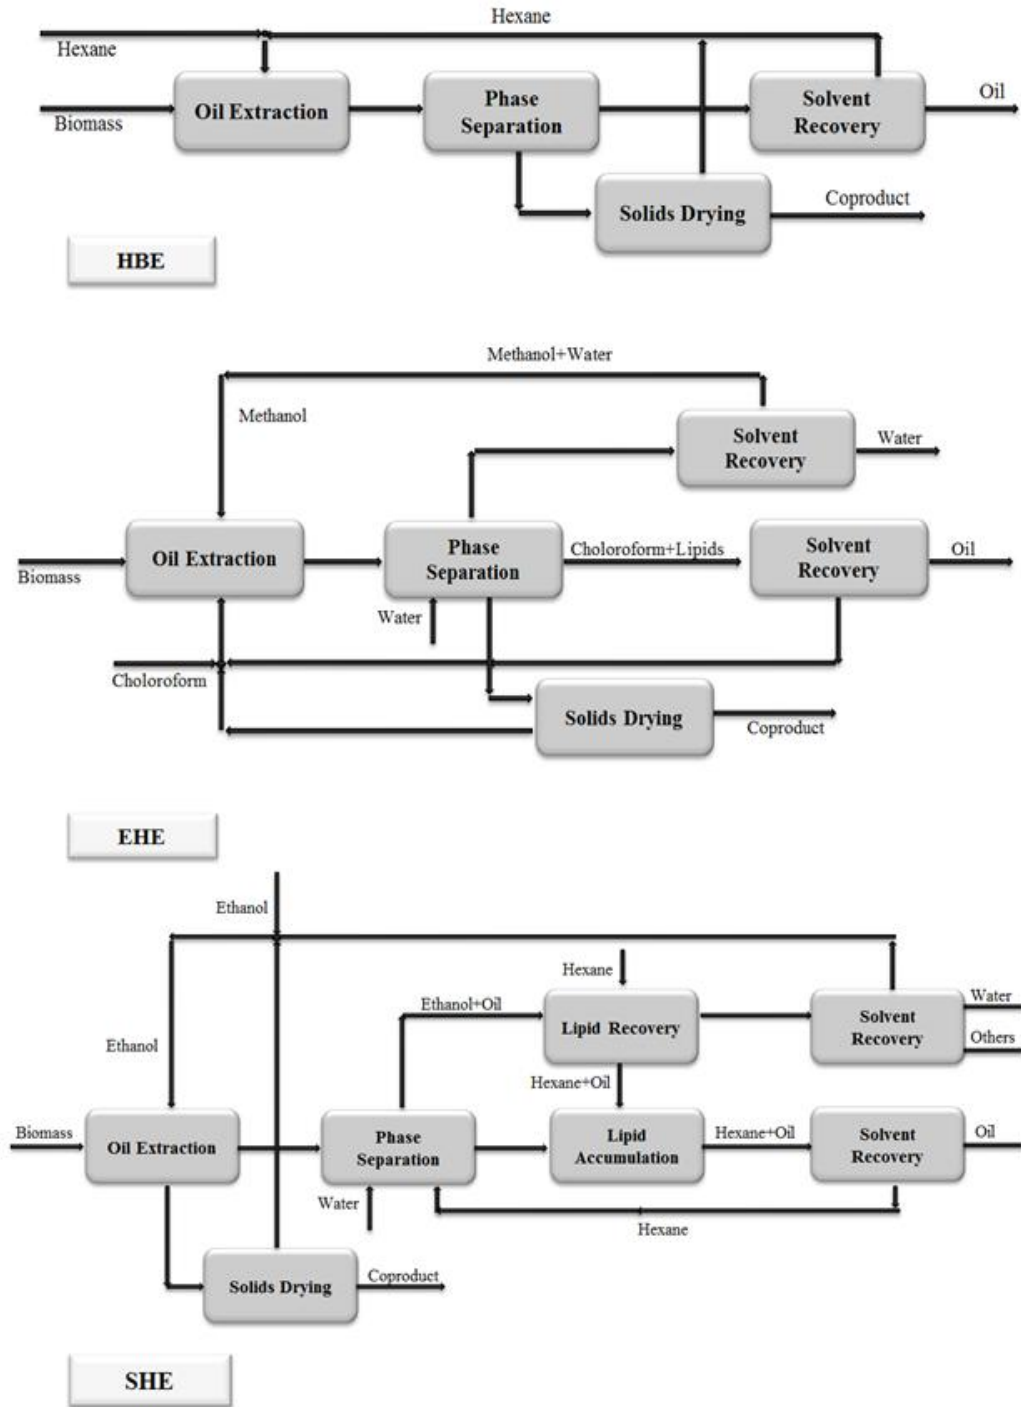 Hexane
Hexane
Oil Extraction
Phase
Separation
Solvent
Recovery
Oil
Biomass
Solids Drying
Coproduct
HBE
Methanol+Water
Methanol
Solvent
Recovery
Water
Oil Extraction
Phase
Separation
Choloroform+Lipids
Solvent
Recovery
Oil
Biomass
Water
Choloroform
Solids Drying
Coproduct
EHE
Ethanol
Hexane
Ethanol+Oil
Lipid Recovery
Solvent
Recovery
Water
Others
Ethanol
Hexane+Oil
Biomass
Oil Extraction
Phase
Separation
Lipid
Accumulation
Hexane+Oil
Solvent
Recovery
Oil
Water
Hexane
Solids Drying
Coproduct
SHE